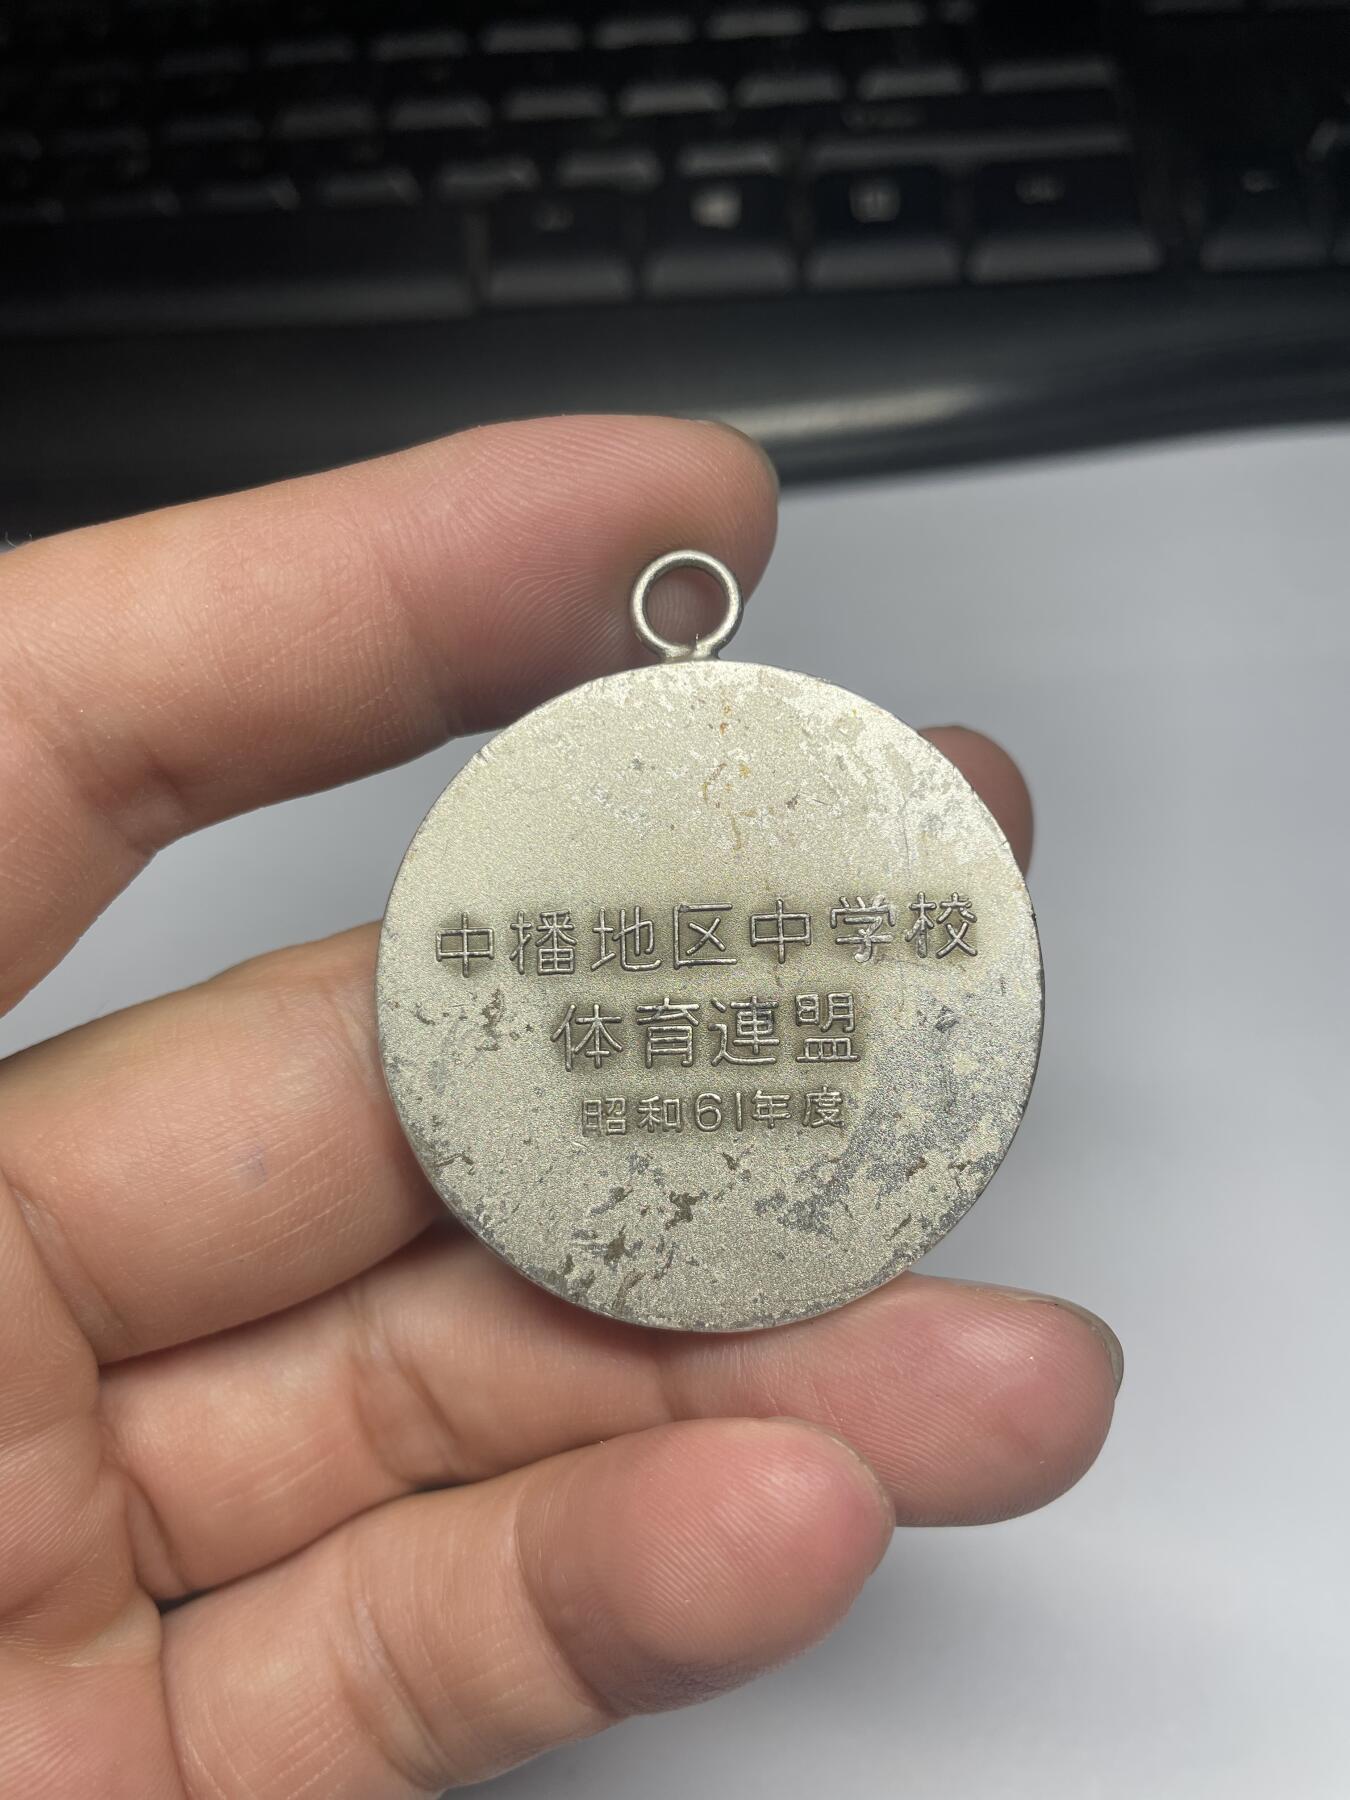 中播地区中学校
体育連盟
昭和61年度